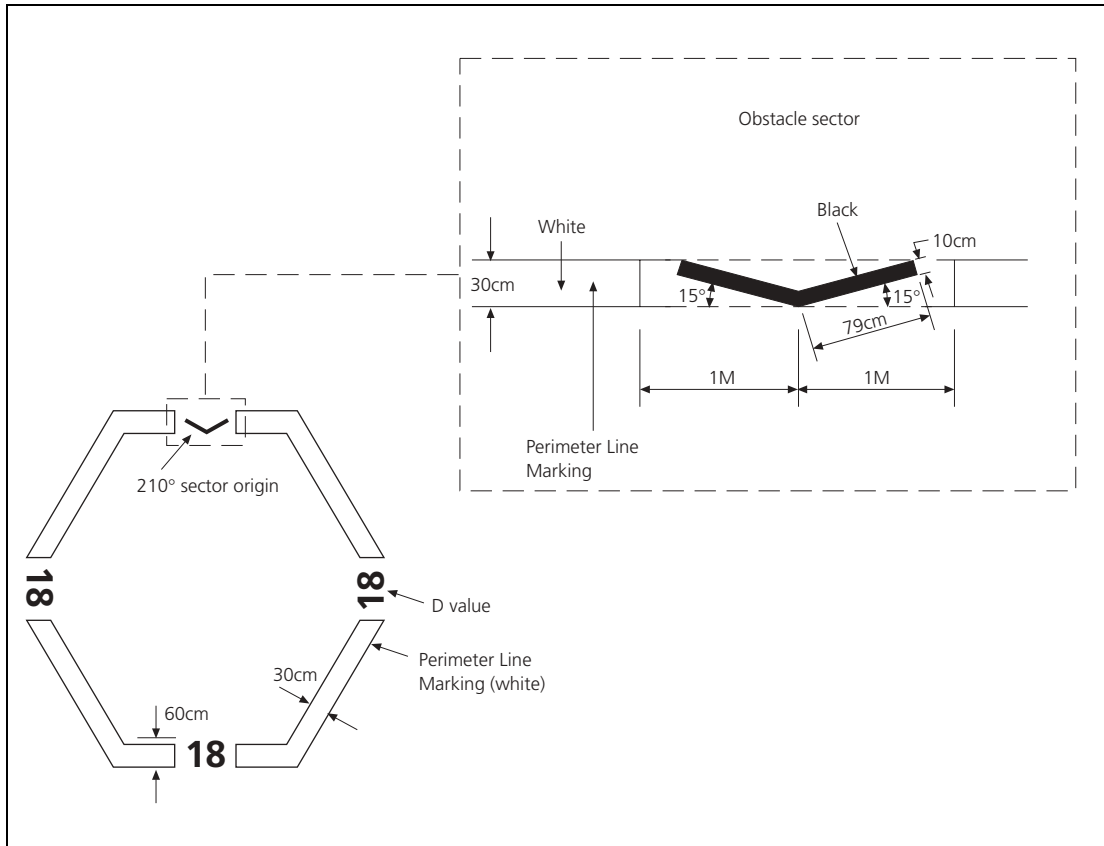 Obstacle sector
Black
White
10cm
30cm
15°
15°
79cm
1M
1M
Perimeter Line
Marking
210° sector origin
18
18
D value
Perimeter Line
Marking (white)
30cm
60cm
18